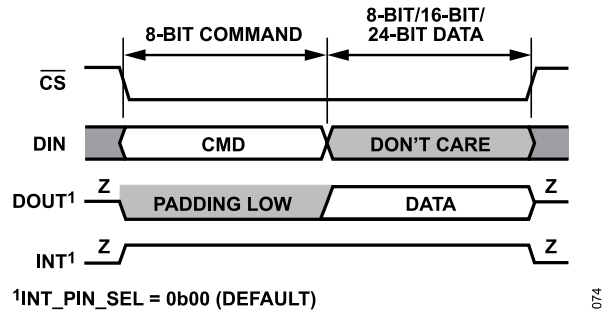 8-BIT COMMAND
8-BIT/16-BIT/
24-BIT DATA
CS
DIN
CMD
DON'T CARE
DOUT1
Z
PADDING LOW
DATA
Z
INT1
Z
Z
1INT_PIN_SEL = 0b00 (DEFAULT)
074